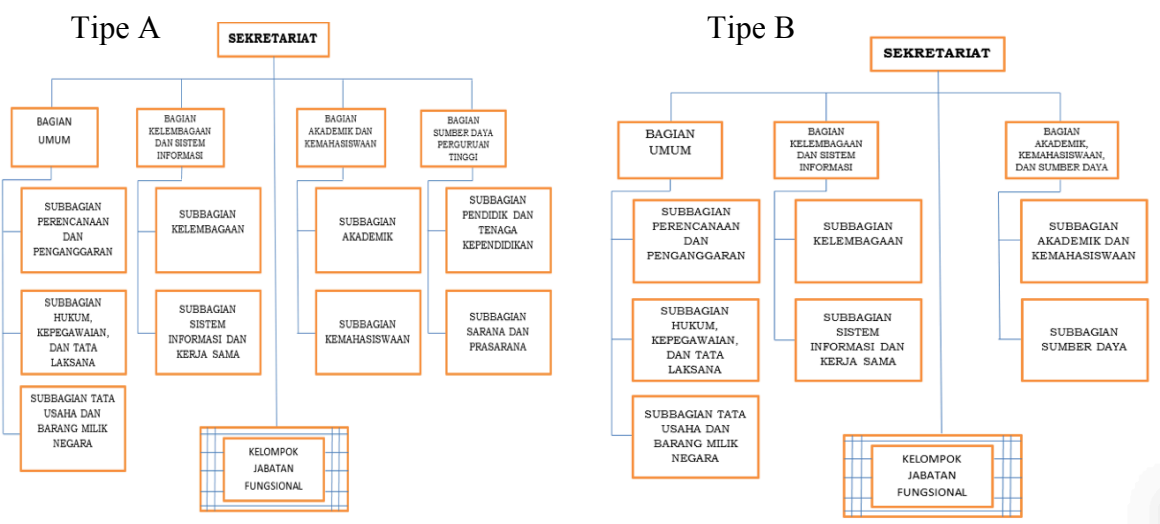 Tipe A
SEKRETARIAT
BAGIAN
UMUM
BAGIAN
KELEMBAGAAN
DAN SISTEM
INFORMASI
BAGIAN
AKADEMIK DAN
KEMAHASISWAAN
BAGIAN
SUMBER DAYA
PERGURUAN
TINGGI
SUBBAGIAN
PERENCANAAN
DAN
PENGANGGARAN
SUBBAGIAN
KELEMBAGAAN
SUBBAGIAN
AKADEMIK
SUBBAGIAN
PENDIDIK DAN
TENAGA
KEPENDIDIKAN
SUBBAGIAN
HUKUM,
KEPEGAWAIAN,
DAN TATA
LAKSANA
SUBBAGIAN
SISTEM
INFORMASI DAN
KERJA SAMA
SUBBAGIAN
KEMAHASISWAAN
SUBBAGIAN
SARANA DAN
PRASARANA
SUBBAGIAN TATA
USAHA DAN
BARANG MILIK
NEGARA
KELOMPOK
JABATAN
FUNGSIONAL
Tipe B
SEKRETARIAT
BAGIAN
UMUM
BAGIAN
KELEMBAGAAN
DAN SISTEM
INFORMASI
BAGIAN
AKADEMIK,
KEMAHASISWAAN,
DAN SUMBER DAYA
SUBBAGIAN
PERENCANAAN
DAN
PENGANGGARAN
SUBBAGIAN
KELEMBAGAAN
SUBBAGIAN
AKADEMIK DAN
KEMAHASISWAAN
SUBBAGIAN
HUKUM,
KEPEGAWAIAN,
DAN TATA
LAKSANA
SUBBAGIAN
SISTEM
INFORMASI DAN
KERJA SAMA
SUBBAGIAN
SUMBER DAYA
SUBBAGIAN TATA
USAHA DAN
BARANG MILIK
NEGARA
KELOMPOK
JABATAN
FUNGSIONAL